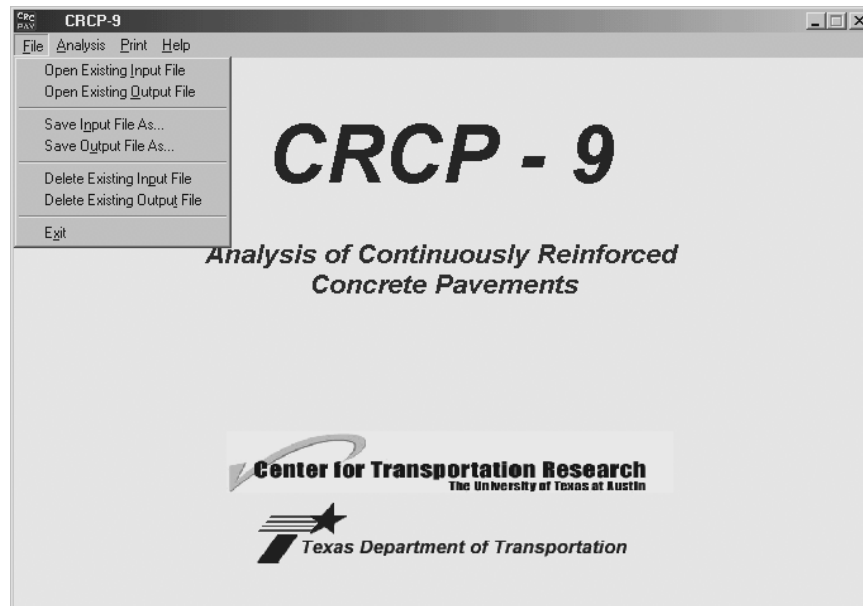 CRC
PAV
CRCP-9
File Analysis Print Help
Open Existing Input File
Open Existing Output File
Save Input File As...
Save Output File As...
Delete Existing Input File
Delete Existing Output File
Exit
CRCP - 9
Analysis of Continuously Reinforced
Concrete Pavements
Center for Transportation Research
The University of Texas at Austin
Texas Department of Transportation